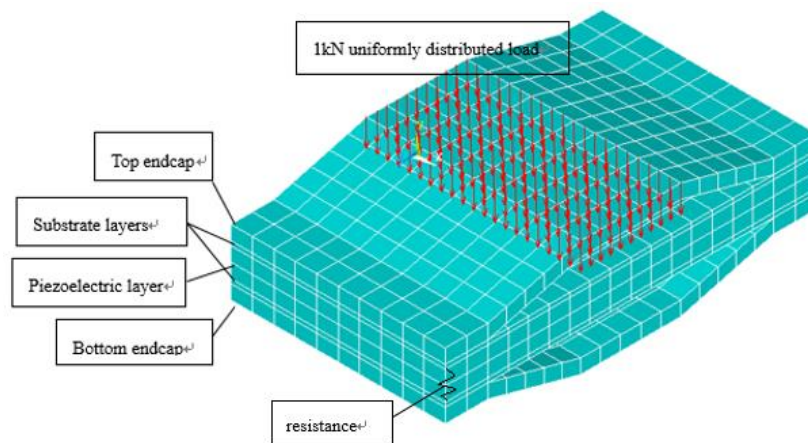 1kN uniformly distributed load
Top endcap↵
Substrate layers↵
Piezoelectric layer↵
Bottom endcap↵
resistance↵